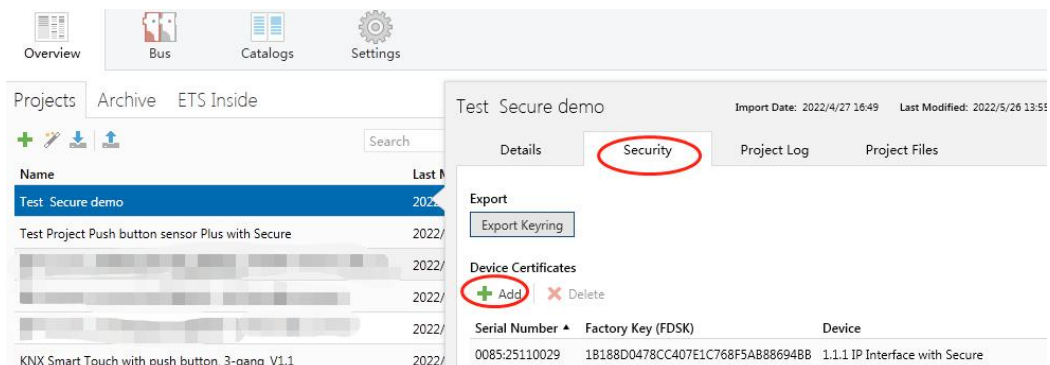 Overview Bus Catalogs Settings
Projects Archive ETS Inside
Search
Name Last
Test Secure demo 202
Test Project Push button sensor Plus with Secure 2022/
2022/
2022/
2022/
KNX Smart Touch with push button, 3-gang V1.1 2022/
Test Secure demo Import Date: 2022/4/27 16:49 Last Modified: 2022/5/26 13:55
Details Security Project Log Project Files
Export
Export Keyring
Device Certificates
Add Delete
Serial Number Factory Key (FDSK) Device
0085:25110029 1B188D0478CC407E1C768F5AB88694BB 1.1.1 IP Interface with Secure